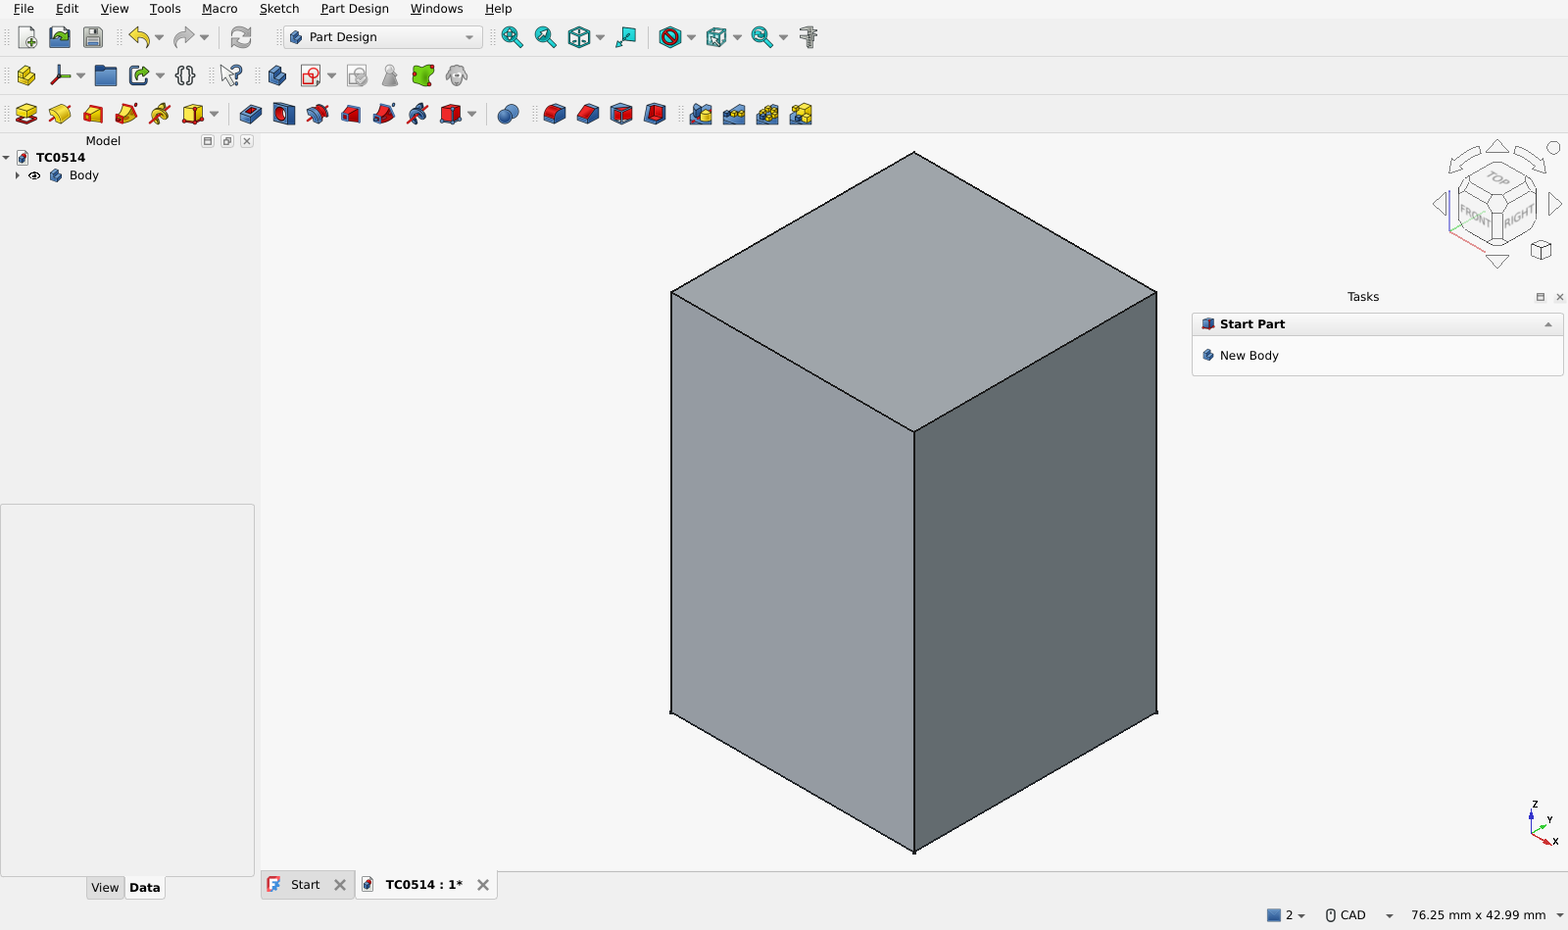 File Edit View Tools Macro Sketch Part Design Windows Help
Part Design
Model
TC0514
Body
TOP
FRONT
RIGHT
Tasks
Start Part
New Body
Z
Y
X
View Data
Start
TC0514 : 1*
2 CAD 76.25 mm x 42.99 mm